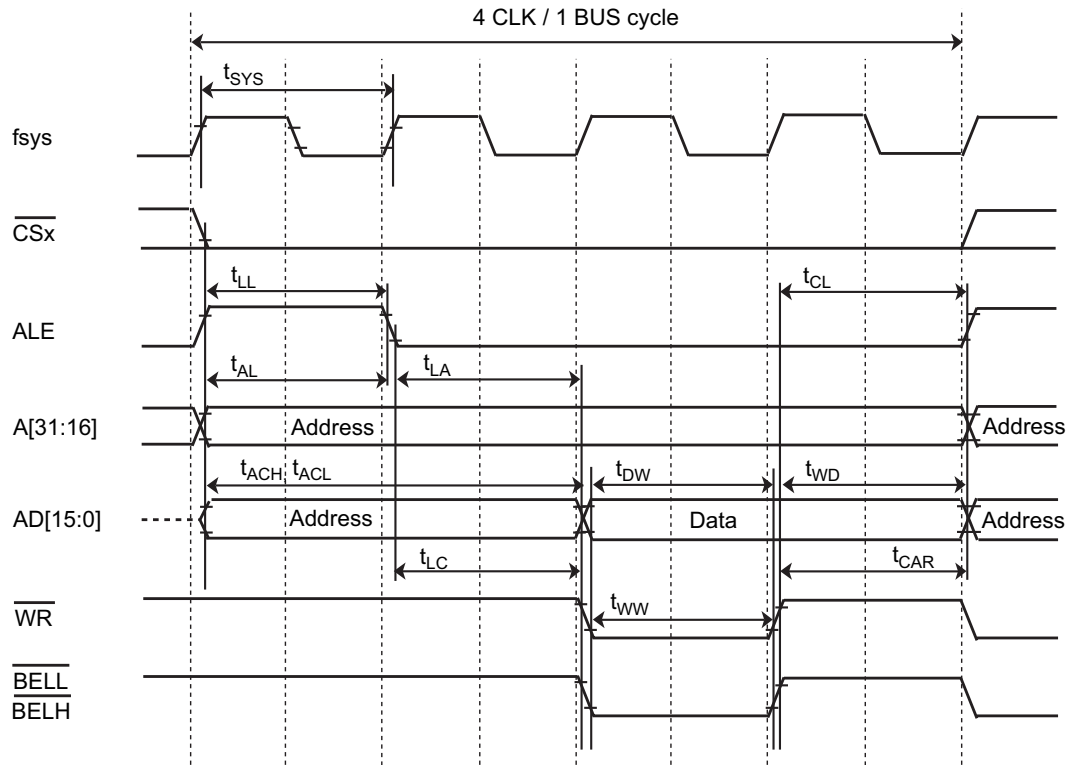 4 CLK / 1 BUS cycle
tSYS
fsys
CSx
tLL
tCL
ALE
tAL
tLA
A[31:16]
Address
Address
tACH, tACL
tDW
tWD
AD[15:0]
Address
Data
Address
tLC
tCAR
WR
tWW
BELL
BELH